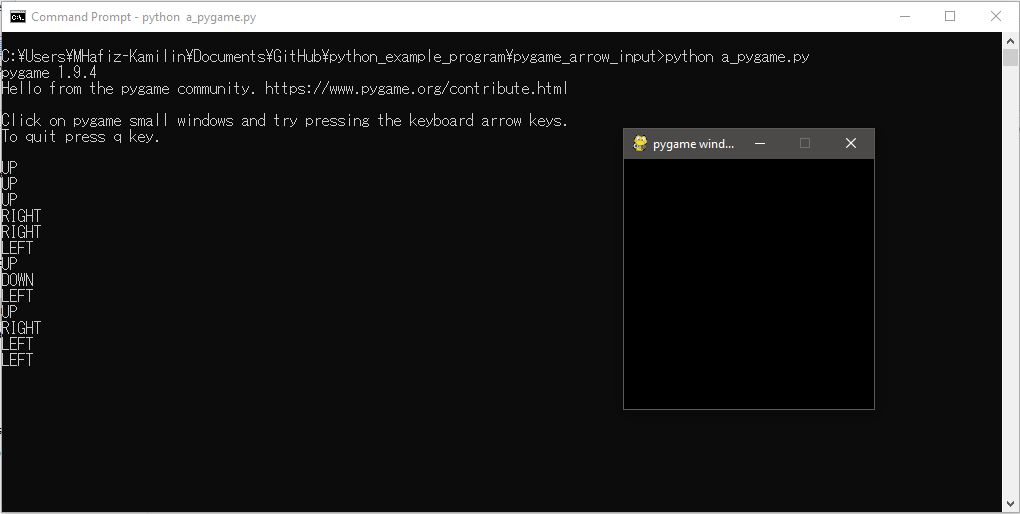 Command Prompt - python  a_pygame.py
C:¥Users¥MHafiz-Kamilin¥Documents¥GitHub¥python_example_program¥pygame_arrow_input>python a_pygame.py
pygame 1.9.4
Hello from the pygame community. https://www.pygame.org/contribute.html
Click on pygame small windows and try pressing the keyboard arrow keys.
To quit press q key.
UP
UP
UP
RIGHT
RIGHT
LEFT
UP
DOWN
LEFT
UP
RIGHT
LEFT
LEFT
pygame wind...